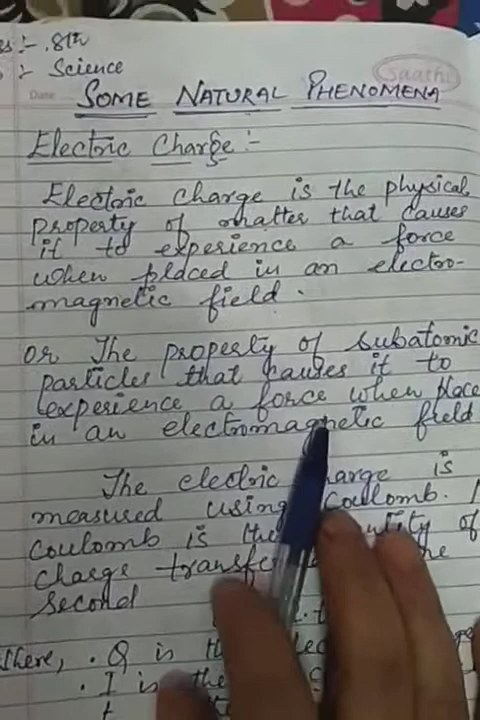 :- 8th
:- Science
Saathi
Date
SOME NATURAL PHENOMENA
Electric Charge :-
Electric charge is the physical
property of matter that causes
it to experience a force
when placed in an electro-
magnetic field.
or The property of subatomic
particles that causes it to
experience a force when place
in an electromagnetic field
The electric charge is
measured using Coulomb. 1
Coulomb is the of
charge
second
Where, . Q is
. I is the
t